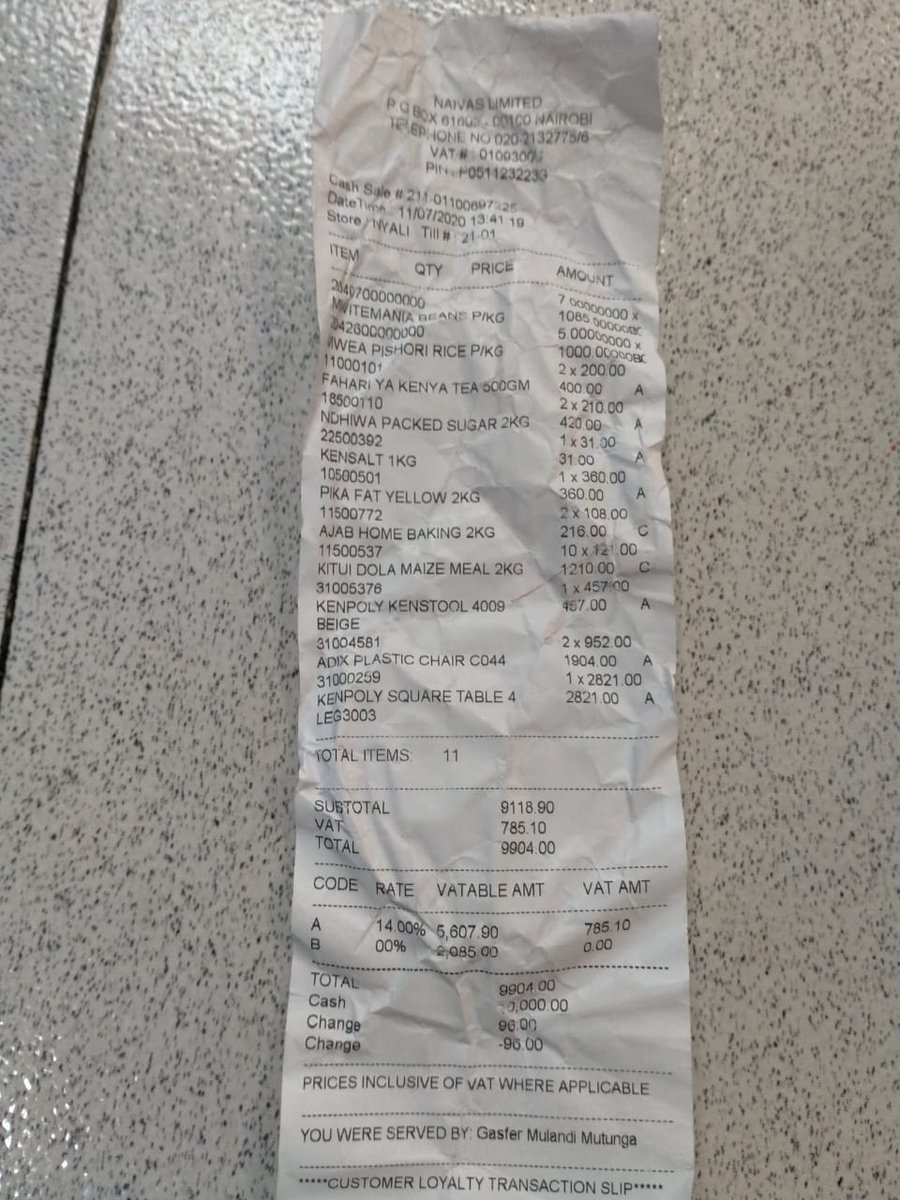 NAIVAS LIMITED
P O BOX - 00100 NAIROBI
TELEPHONE NO 020-2132775/6
VAT #
PIN : P051123223G
Cash Sale #
DateTime : 11/07/2020 13:41:19
Store / NYALI Till # : 21-01
ITEM QTY PRICE AMOUNT
7.00000000 x
MWITEMANIA BEANS P/KG 1085.00000
5.00000000 x
MWEA PISHORI RICE P/KG 1000.00000
11000101 2 x 200.00
FAHARI YA KENYA TEA 500GM 400.00 A
18500110 2 x 210.00
NDHIWA PACKED SUGAR 2KG 420.00 A
22500392 1 x 31.00
KENSALT 1KG 31.00 A
10500501 1 x 360.00
PIKA FAT YELLOW 2KG 360.00 A
11500772 2 x 108.00
AJAB HOME BAKING 2KG 216.00 C
11500537 10 x 121.00
KITUI DOLA MAIZE MEAL 2KG 1210.00 C
31005376 1 x 457.00
KENPOLY KENSTOOL 4009 457.00 A
BEIGE
31004581 2 x 952.00
ADIX PLASTIC CHAIR C044 1904.00 A
31000259 1 x 2821.00
KENPOLY SQUARE TABLE 4 2821.00 A
LEG3003
TOTAL ITEMS: 11
SUBTOTAL 9118.90
VAT 785.10
TOTAL 9904.00
CODE RATE VATABLE AMT VAT AMT
A 14.00% 5,607.90 785.10
B 00% 2,085.00 0.00
TOTAL 9904.00
Cash 10,000.00
Change 96.00
Change -96.00
PRICES INCLUSIVE OF VAT WHERE APPLICABLE
YOU WERE SERVED BY: Gasfer Mulandi Mutunga
*****CUSTOMER LOYALTY TRANSACTION SLIP*****